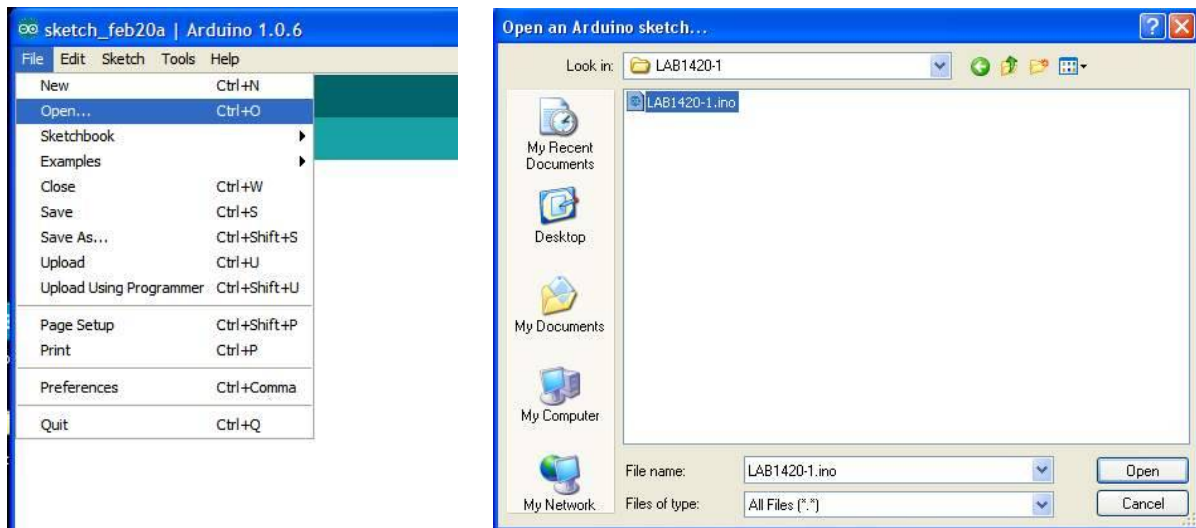 sketch_feb20a | Arduino 1.0.6
File Edit Sketch Tools Help
New Ctrl+N
Open... Ctrl+O
Sketchbook
Examples
Close Ctrl+W
Save Ctrl+S
Save As... Ctrl+Shift+S
Upload Ctrl+U
Upload Using Programmer Ctrl+Shift+U
Page Setup Ctrl+Shift+P
Print Ctrl+P
Preferences Ctrl+Comma
Quit Ctrl+Q
Open an Arduino sketch...
Look in: LAB1420-1
LAB1420-1.ino
My Recent
Documents
Desktop
My Documents
My Computer
My Network
File name: LAB1420-1.ino Open
Files of type: All Files (*.*) Cancel